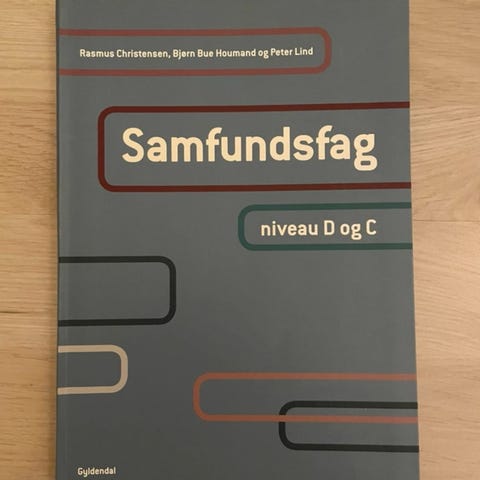 Rasmus Christensen, Bjørn Bue Houmand og Peter Lind
Samfundsfag
niveau D og C
Gyldendal